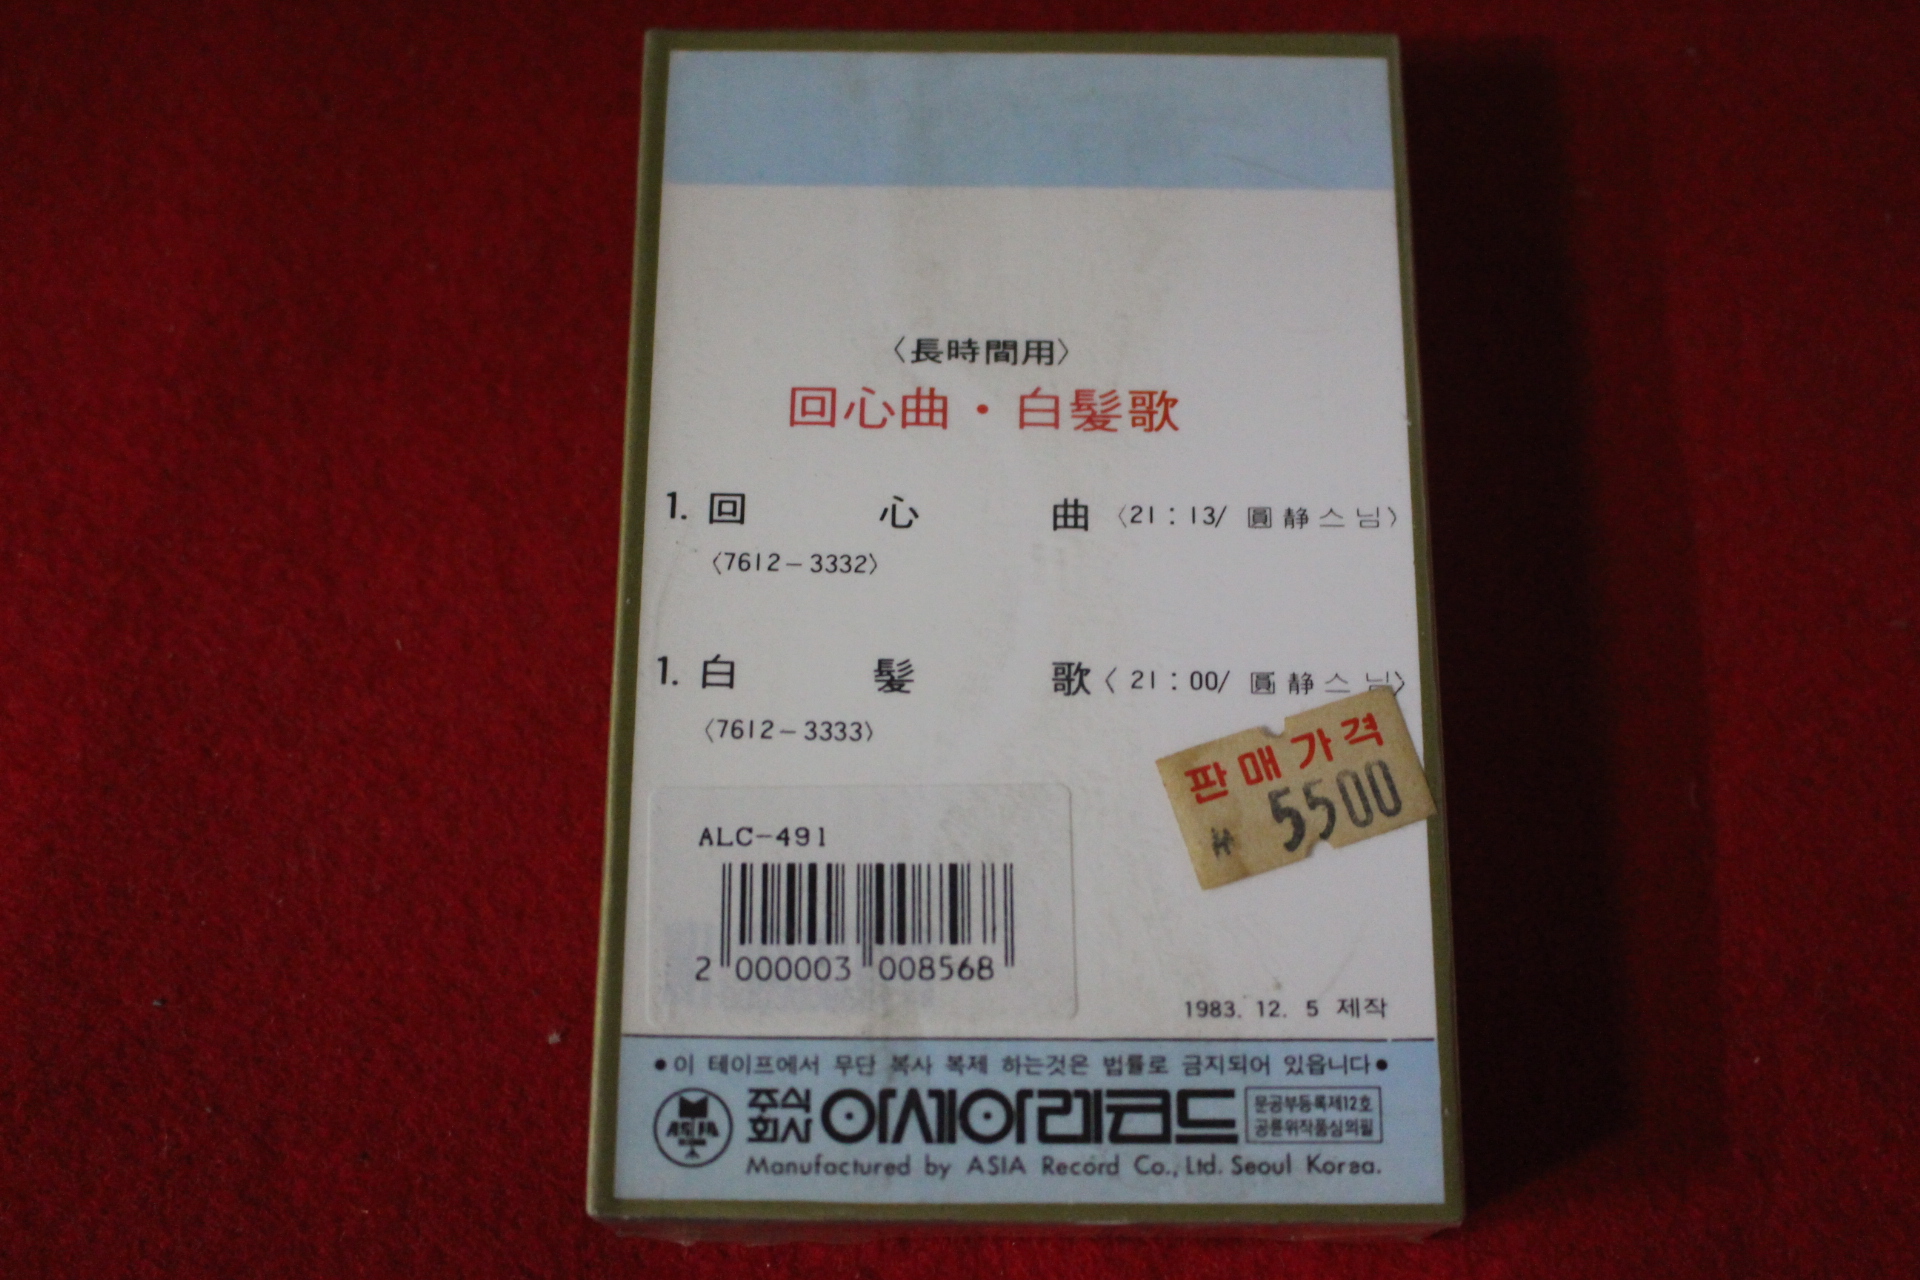 〈長時間用〉
回心曲・白髪歌
1. 回 心 曲 〈21:13/ 圓静스님〉
〈7612-3332〉
1. 白 髪 歌 〈21:00/ 圓静스님〉
〈7612-3333〉
판매가격
₩ 5500
ALC-491
2 000003 008568
1983. 12. 5 제작
●이 테이프에서 무단 복사 복제 하는것은 법률로 금지되어 있읍니다●
ASIA
주식회사 아세아레코드
문공부등록제12호
공륜위작품심의필
Manufactured by ASIA Record Co., Ltd. Seoul Korea.